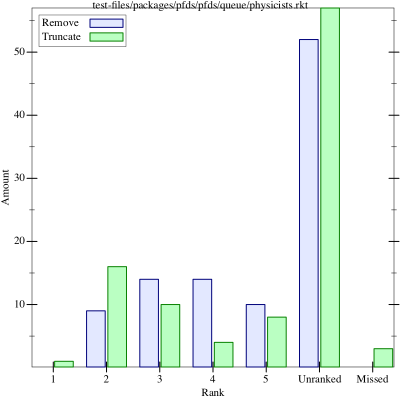 test-files/packages/pfds/pfds/queue/physicists.rkt
Remove
Truncate
50
40
30
20
10
Amount
1 2 3 4 5 Unranked Missed
Rank